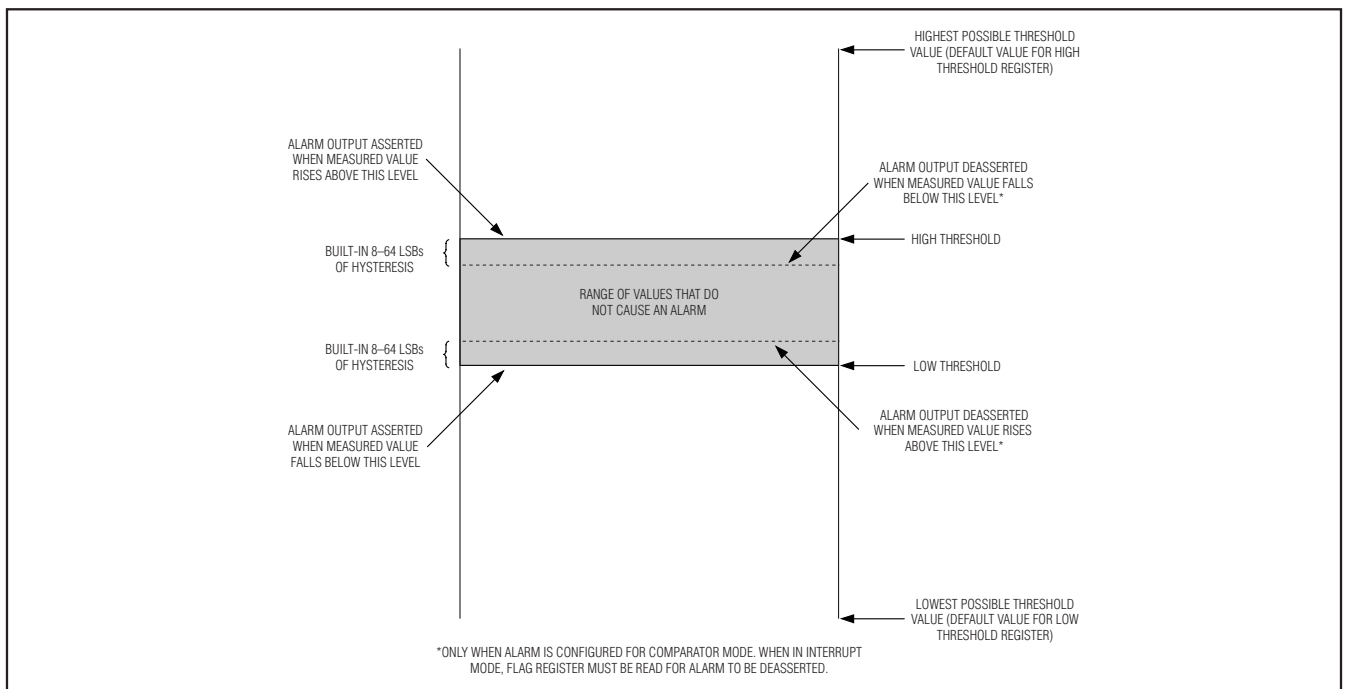 HIGHEST POSSIBLE THRESHOLD
VALUE (DEFAULT VALUE FOR HIGH
THRESHOLD REGISTER)
ALARM OUTPUT ASSERTED
WHEN MEASURED VALUE
RISES ABOVE THIS LEVEL
ALARM OUTPUT DEASSERTED
WHEN MEASURED VALUE FALLS
BELOW THIS LEVEL*
HIGH THRESHOLD
BUILT-IN 8–64 LSBs
OF HYSTERESIS
RANGE OF VALUES THAT DO
NOT CAUSE AN ALARM
BUILT-IN 8–64 LSBs
OF HYSTERESIS
LOW THRESHOLD
ALARM OUTPUT ASSERTED
WHEN MEASURED VALUE
FALLS BELOW THIS LEVEL
ALARM OUTPUT DEASSERTED
WHEN MEASURED VALUE RISES
ABOVE THIS LEVEL*
LOWEST POSSIBLE THRESHOLD
VALUE (DEFAULT VALUE FOR LOW
THRESHOLD REGISTER)
*ONLY WHEN ALARM IS CONFIGURED FOR COMPARATOR MODE. WHEN IN INTERRUPT
MODE, FLAG REGISTER MUST BE READ FOR ALARM TO BE DEASSERTED.